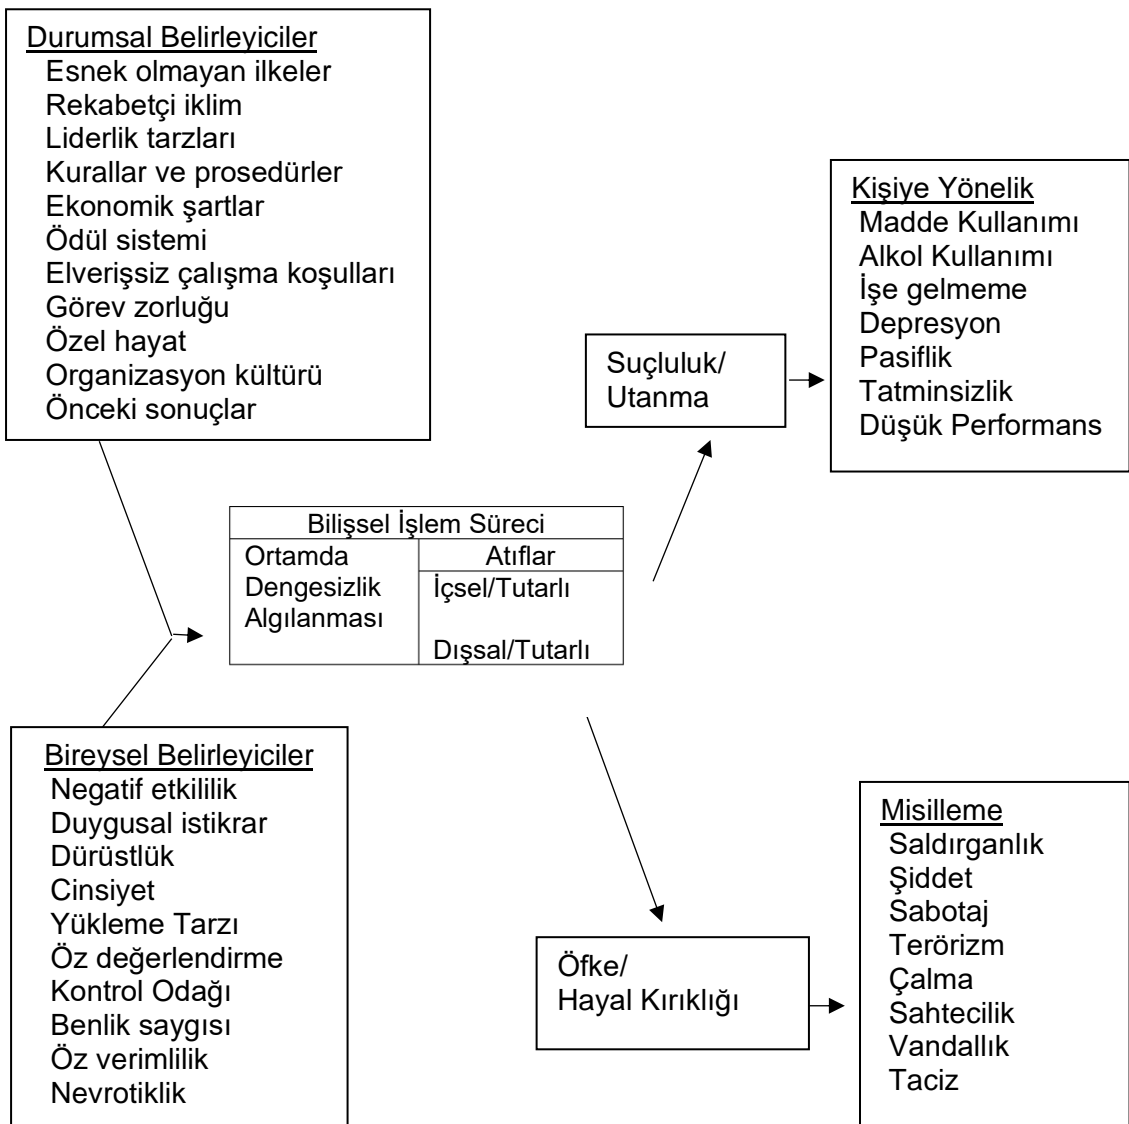 Durumsal Belirleyiciler
Esnek olmayan ilkeler
Rekabetçi iklim
Liderlik tarzları
Kurallar ve prosedürler
Ekonomik şartlar
Ödül sistemi
Elverişsiz çalışma koşulları
Görev zorluğu
Özel hayat
Organizasyon kültürü
Önceki sonuçlar
Kişiye Yönelik
Madde Kullanımı
Alkol Kullanımı
İşe gelmeme
Depresyon
Pasiflik
Tatminsizlik
Düşük Performans
Suçluluk/
Utanma
Bilişsel İşlem Süreci
Ortamda
Dengesizlik
Algılanması
Atıflar
İçsel/Tutarlı
Dışsal/Tutarlı
Bireysel Belirleyiciler
Negatif etkililik
Duygusal istikrar
Dürüstlük
Cinsiyet
Yükleme Tarzı
Öz değerlendirme
Kontrol Odağı
Benlik saygısı
Öz verimlilik
Nevrotiklik
Öfke/
Hayal Kırıklığı
Misilleme
Saldırganlık
Şiddet
Sabotaj
Terörizm
Çalma
Sahtecilik
Vandallık
Taciz